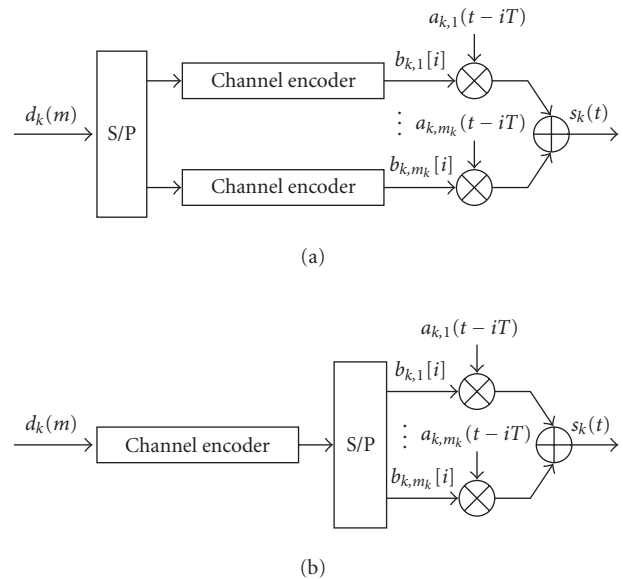 a_{k,1}(t − iT)
b_{k,1}[i]
Channel encoder
d_k(m)
S/P
⋮
a_{k,m_k}(t − iT)
s_k(t)
Channel encoder
b_{k,m_k}[i]
(a)
a_{k,1}(t − iT)
b_{k,1}[i]
d_k(m)
Channel encoder
S/P
⋮
a_{k,m_k}(t − iT)
s_k(t)
b_{k,m_k}[i]
(b)